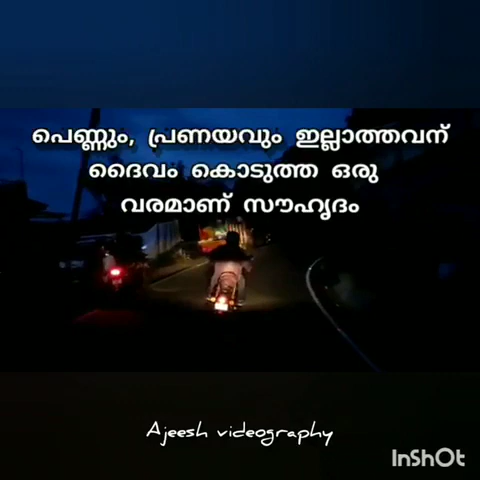 പെണ്ണും, പ്രണയവും ഇല്ലാത്തവന്
ദൈവം കൊടുത്ത ഒരു
വരമാണ് സൗഹൃദം
Ajeesh videography
InShOt